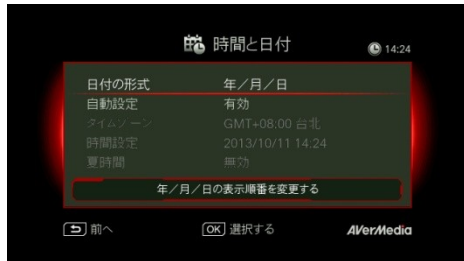 時間と日付
14:24
日付の形式 年／月／日
自動設定 有効
タイムゾーン GMT+08:00 台北
時間設定 2013/10/11 14:24
夏時間 無効
年／月／日の表示順番を変更する
前へ OK 選択する AVerMedia